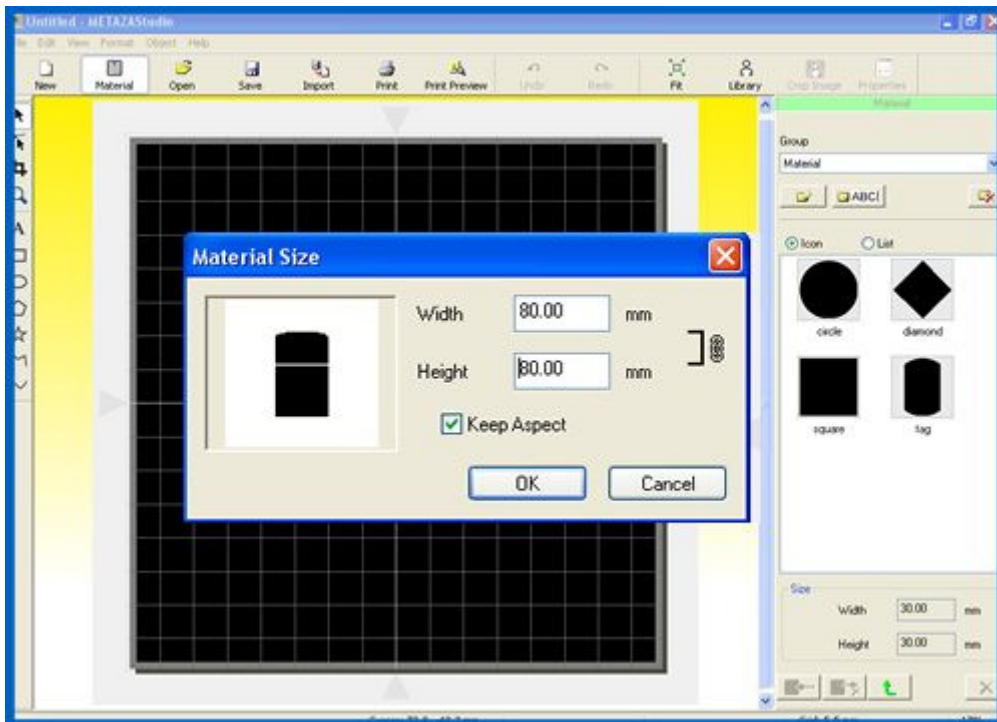 Untitled - METAZAStudio
File Edit View Format Object Help
New Material Open Save Import Print Print Preview Undo Redo Fit Library Crop Image Properties
Material
Group
Material
ABC
Icon List
circle diamond
square tag
Material Size
Width 80.00 mm
Height 80.00 mm
Keep Aspect
OK Cancel
Size
Width 30.00 mm
Height 30.00 mm